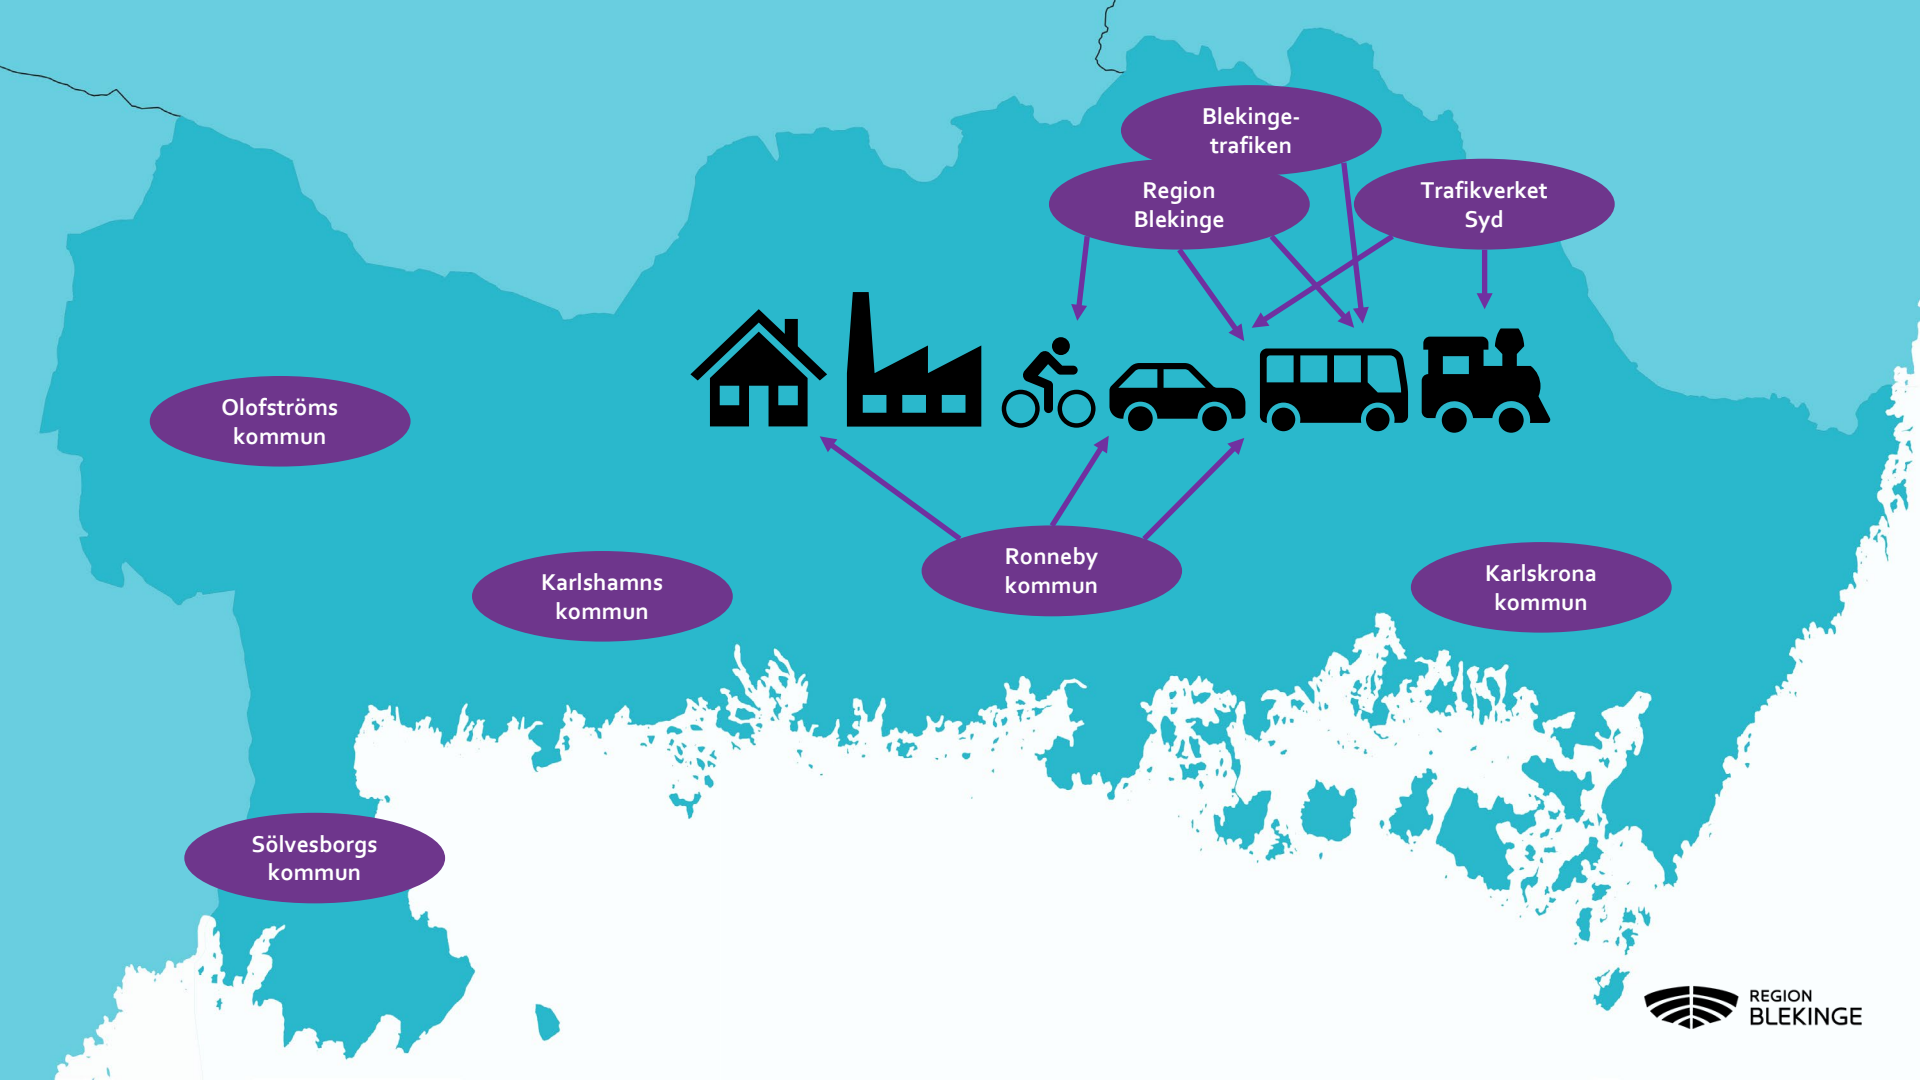 Blekinge-
trafiken
Region
Blekinge
Trafikverket
Syd
Olofströms
kommun
Karlshamns
kommun
Ronneby
kommun
Karlskrona
kommun
Sölvesborgs
kommun
REGION
BLEKINGE